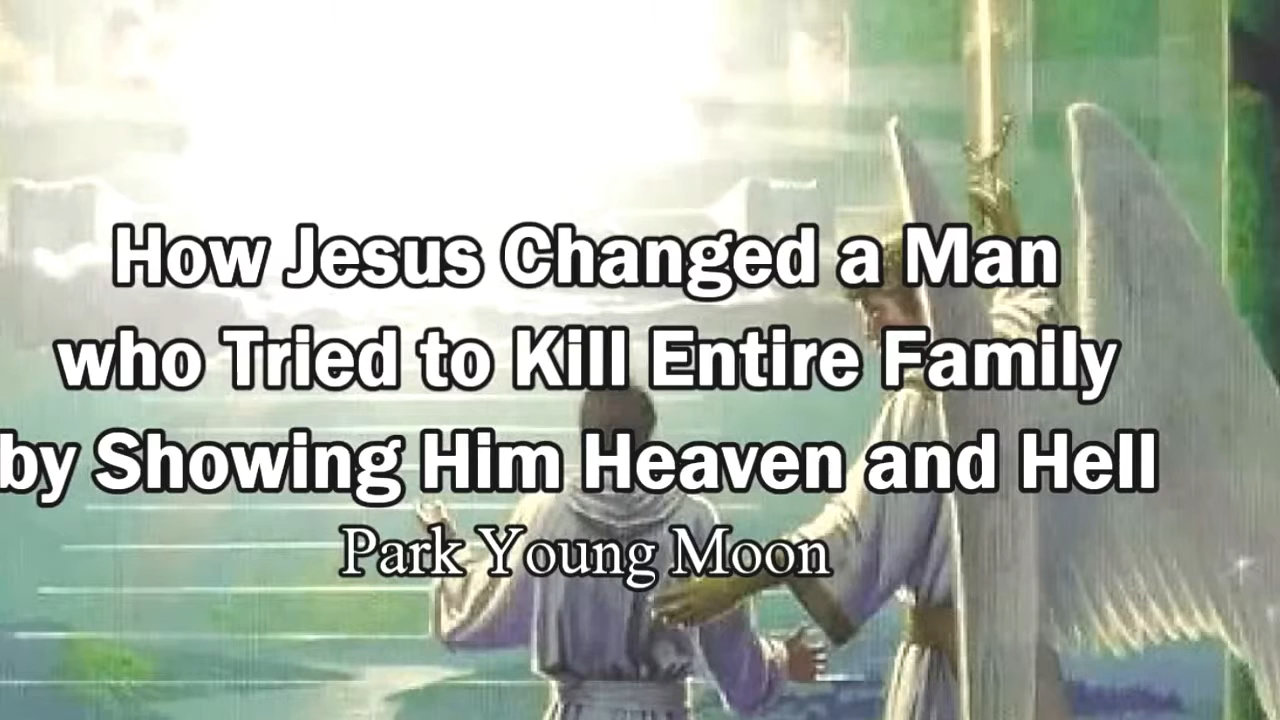 How Jesus Changed a Man
who Tried to Kill Entire Family
by Showing Him Heaven and Hell
Park Young Moon